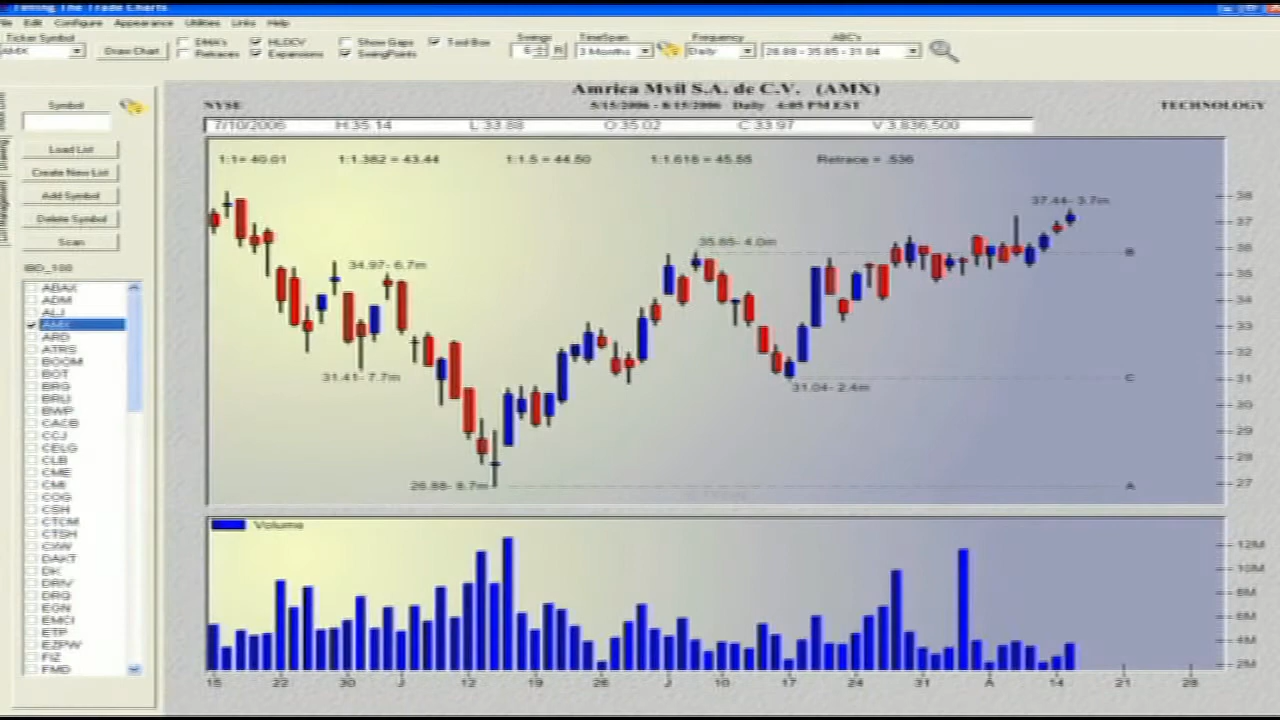 Timing The Trade Charts
File Edit Configure Appearance Utilities Links Help
Ticker Symbol
AMX
Draw Chart
DMA's
Retraces
HLOCV
Expansions
Show Gaps
SwingPoints
Tool Box
Swings
6
R
TimeSpan
3 Months
Frequency
Daily
ABC's
26.88 - 35.85 - 31.04
Symbol
Load List
Create New List
Add Symbol
Delete Symbol
Scan
IBD_100
ABAX
ADM
ALJ
AMX
ARD
ATRS
BOOM
BOT
BRG
BRLI
BWP
CACB
CCJ
CELG
CLB
CME
CMI
COG
CSH
CTCM
CTSH
CXW
DAKT
DK
DRIV
DRQ
EGN
EMCI
ETP
EZPW
FIZ
FMD
Amrica Mvil S.A. de C.V. (AMX)
NYSE
5/15/2006 - 8/15/2006 Daily 4:05 PM EST
TECHNOLOGY
7/10/2006 H 35.14 L 33.88 O 35.02 C 33.97 V 3,836,500
1:1= 40.01 1:1.382 = 43.44 1:1.5 = 44.50 1:1.618 = 45.55 Retrace = .536
37.44- 3.7m
35.85- 4.0m
34.97- 6.7m
31.41- 7.7m
31.04- 2.4m
26.88- 8.7m
B
C
A
38
37
36
35
34
33
32
31
30
29
28
27
Volume
12M
10M
8M
6M
4M
2M
15 22 30 J 12 19 26 J 10 17 24 31 A 14 21 28